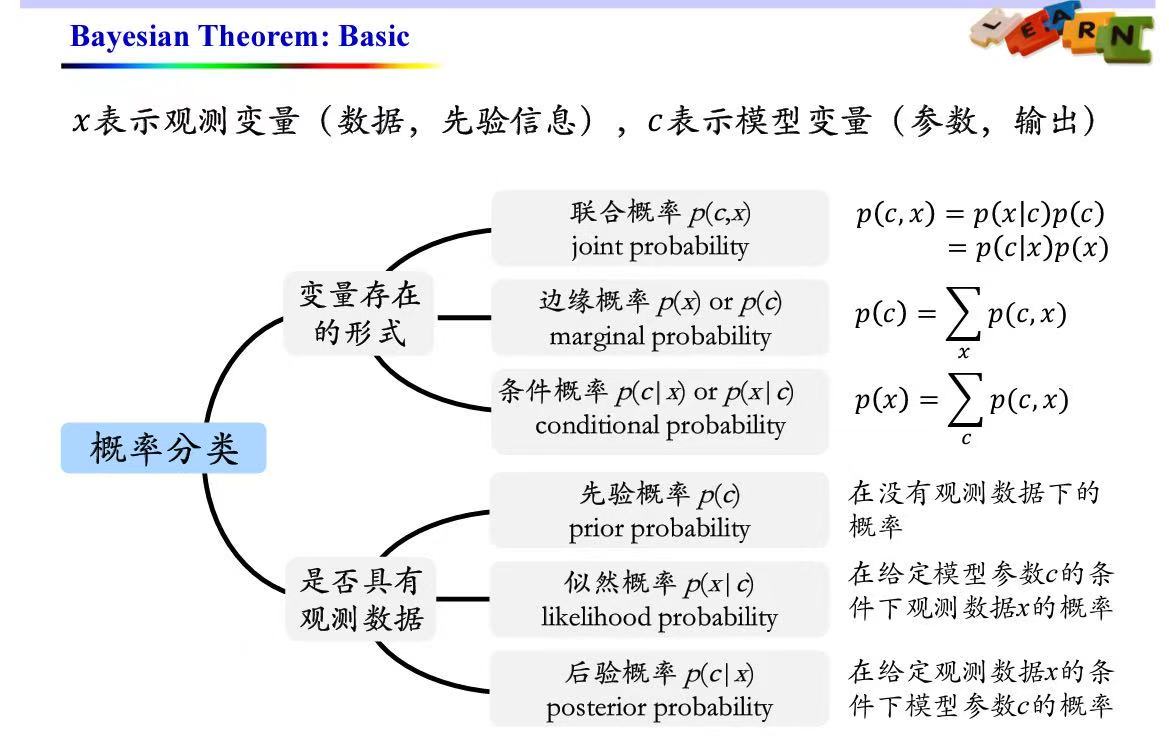 Bayesian Theorem: Basic
LEARN
x表示观测变量（数据，先验信息）, c表示模型变量（参数，输出）
概率分类
变量存在
的形式
联合概率 p(c,x)
joint probability
p(c, x) = p(x|c)p(c)
= p(c|x)p(x)
边缘概率 p(x) or p(c)
marginal probability
p(c) = ∑ p(c, x)
x
条件概率 p(c|x) or p(x|c)
conditional probability
p(x) = ∑ p(c, x)
c
是否具有
观测数据
先验概率 p(c)
prior probability
在没有观测数据下的
概率
似然概率 p(x|c)
likelihood probability
在给定模型参数c的条
件下观测数据x的概率
后验概率 p(c|x)
posterior probability
在给定观测数据x的条
件下模型参数c的概率